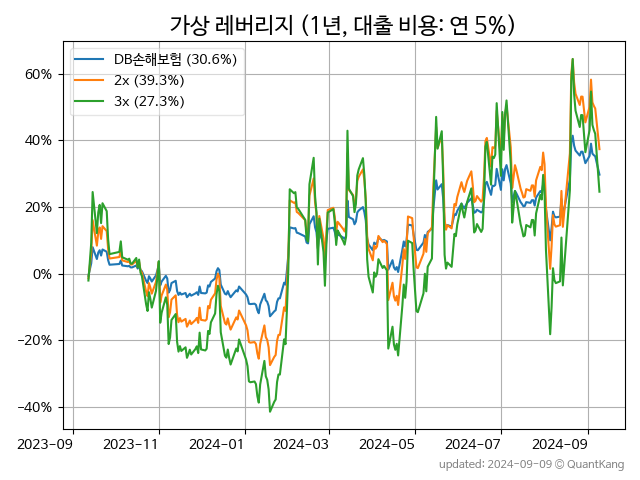 가상 레버리지 (1년, 대출 비용: 연 5%)
DB손해보험 (30.6%)
2x (39.3%)
3x (27.3%)
60%
40%
20%
0%
−20%
−40%
2023-09 2023-11 2024-01 2024-03 2024-05 2024-07 2024-09
updated: 2024-09-09 © QuantKang